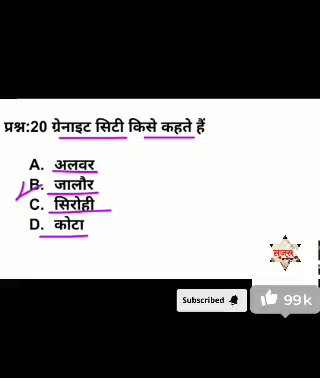 प्रश्न:20 ग्रेनाइट सिटी किसे कहते हैं
A. अलवर
B. जालौर
C. सिरोही
D. कोटा
Subscribed
99k